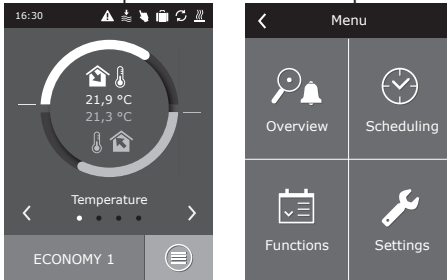 16:30
21,9 °C
21,3 °C
Temperature
ECONOMY 1
Menu
Overview
Scheduling
Functions
Settings